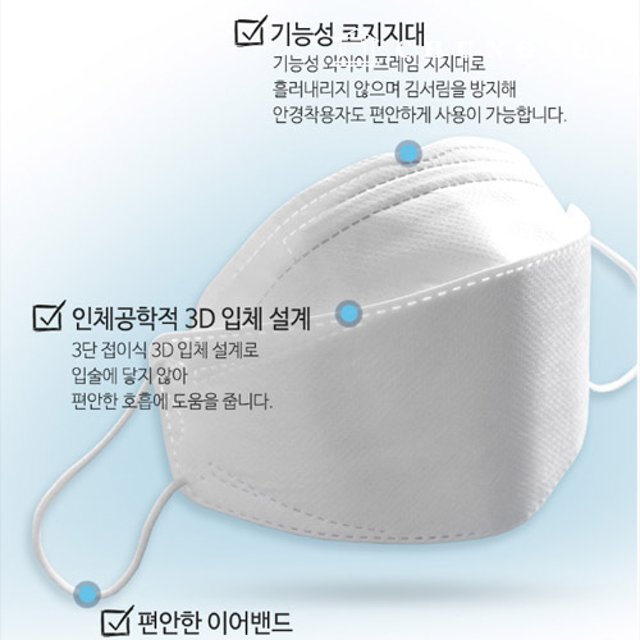 기능성 코지지대
기능성 와이어 프레임 지지대로
흘러내리지 않으며 김서림을 방지해
안경착용자도 편안하게 사용이 가능합니다.
인체공학적 3D 입체 설계
3단 접이식 3D 입체 설계로
입술에 닿지 않아
편안한 호흡에 도움을 줍니다.
편안한 이어밴드